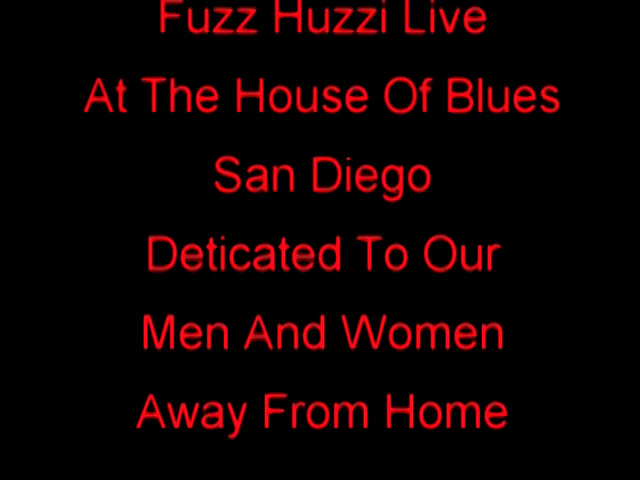 Fuzz Huzzi Live
At The House Of Blues
San Diego
Deticated To Our
Men And Women
Away From Home